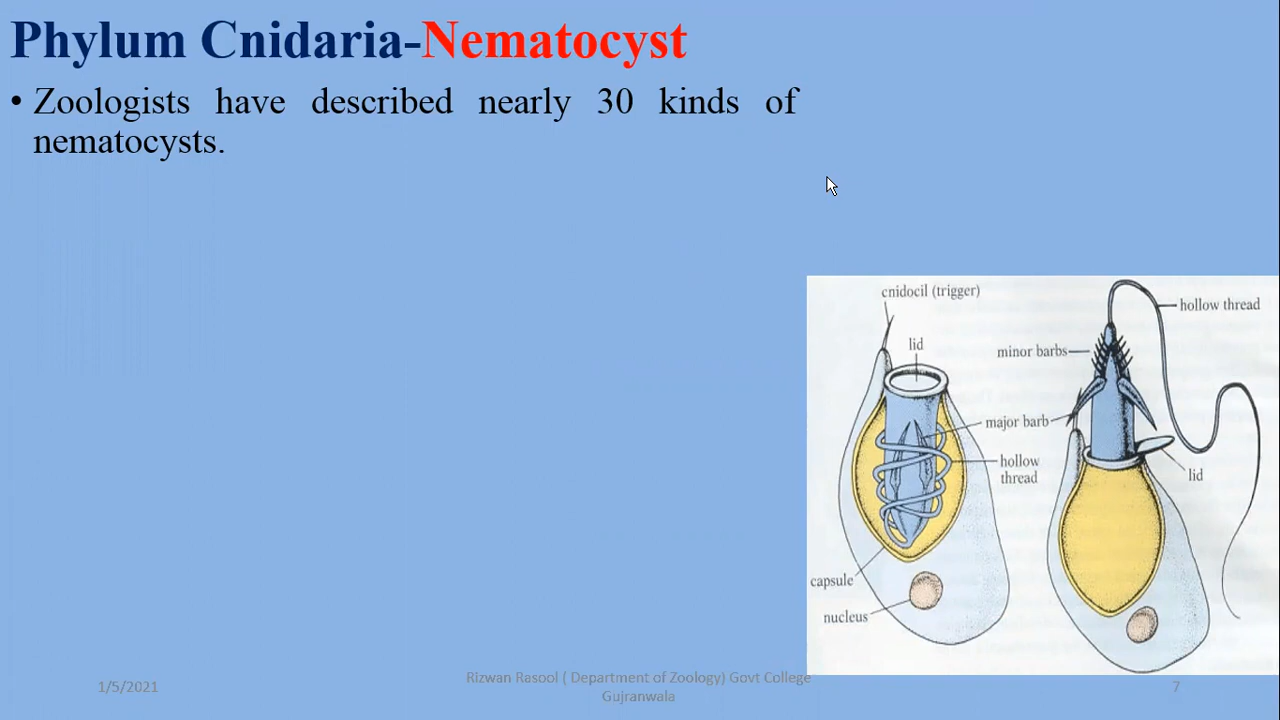 Phylum Cnidaria-Nematocyst
• Zoologists have described nearly 30 kinds of
nematocysts.
cnidocil (trigger)
lid
hollow thread
minor barbs
major barb
hollow
thread
lid
capsule
nucleus
1/5/2021
Rizwan Rasool ( Department of Zoology) Govt College
Gujranwala
7